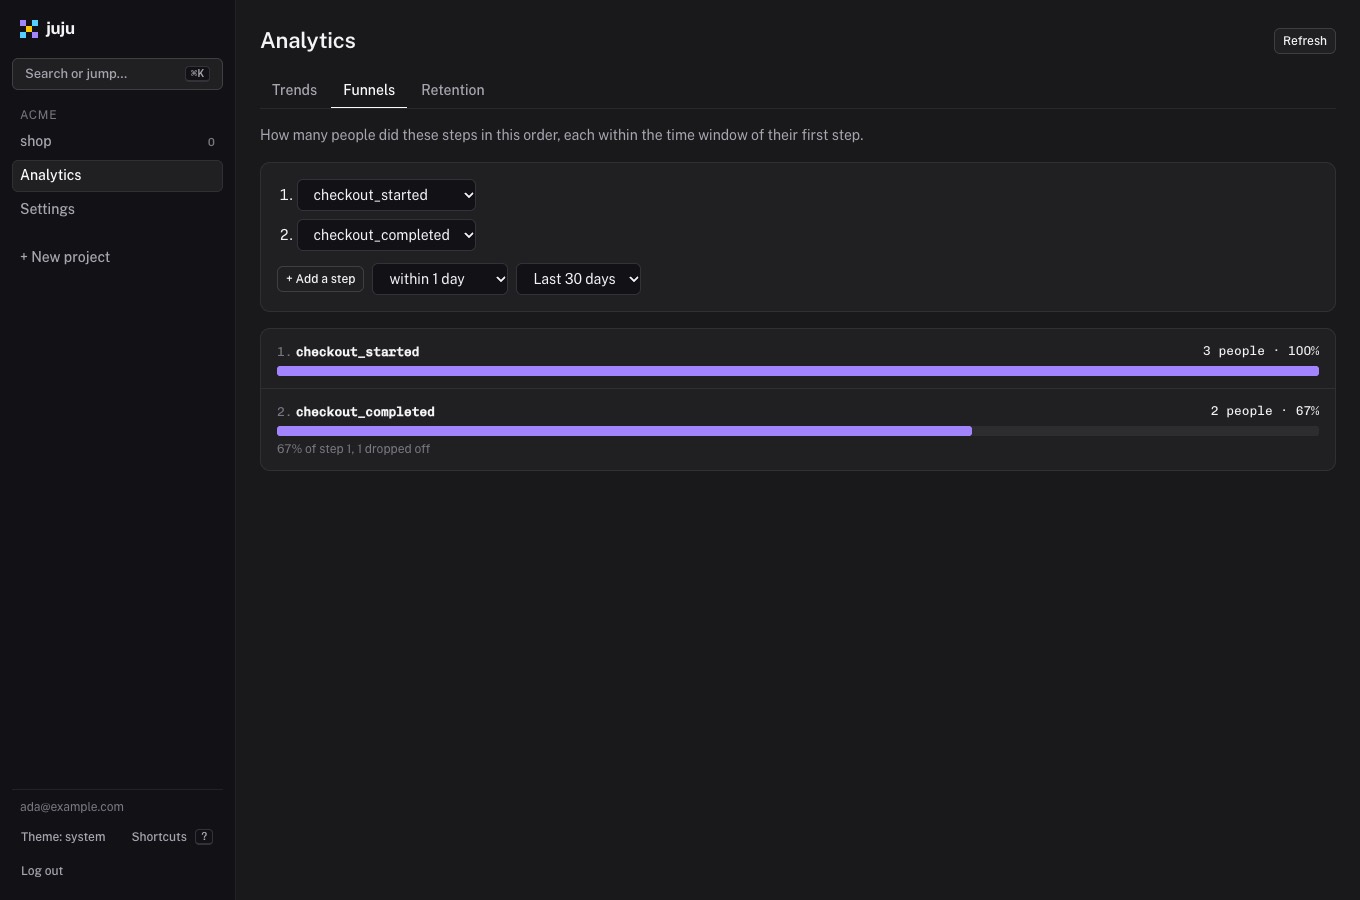 juju
Search or jump... ⌘K
ACME
shop 0
Analytics
Settings
+ New project
ada@example.com
Theme: system Shortcuts ?
Log out
Analytics
Refresh
Trends Funnels Retention
How many people did these steps in this order, each within the time window of their first step.
1. checkout_started
2. checkout_completed
+ Add a step within 1 day Last 30 days
1. checkout_started 3 people · 100%
2. checkout_completed 2 people · 67%
67% of step 1, 1 dropped off